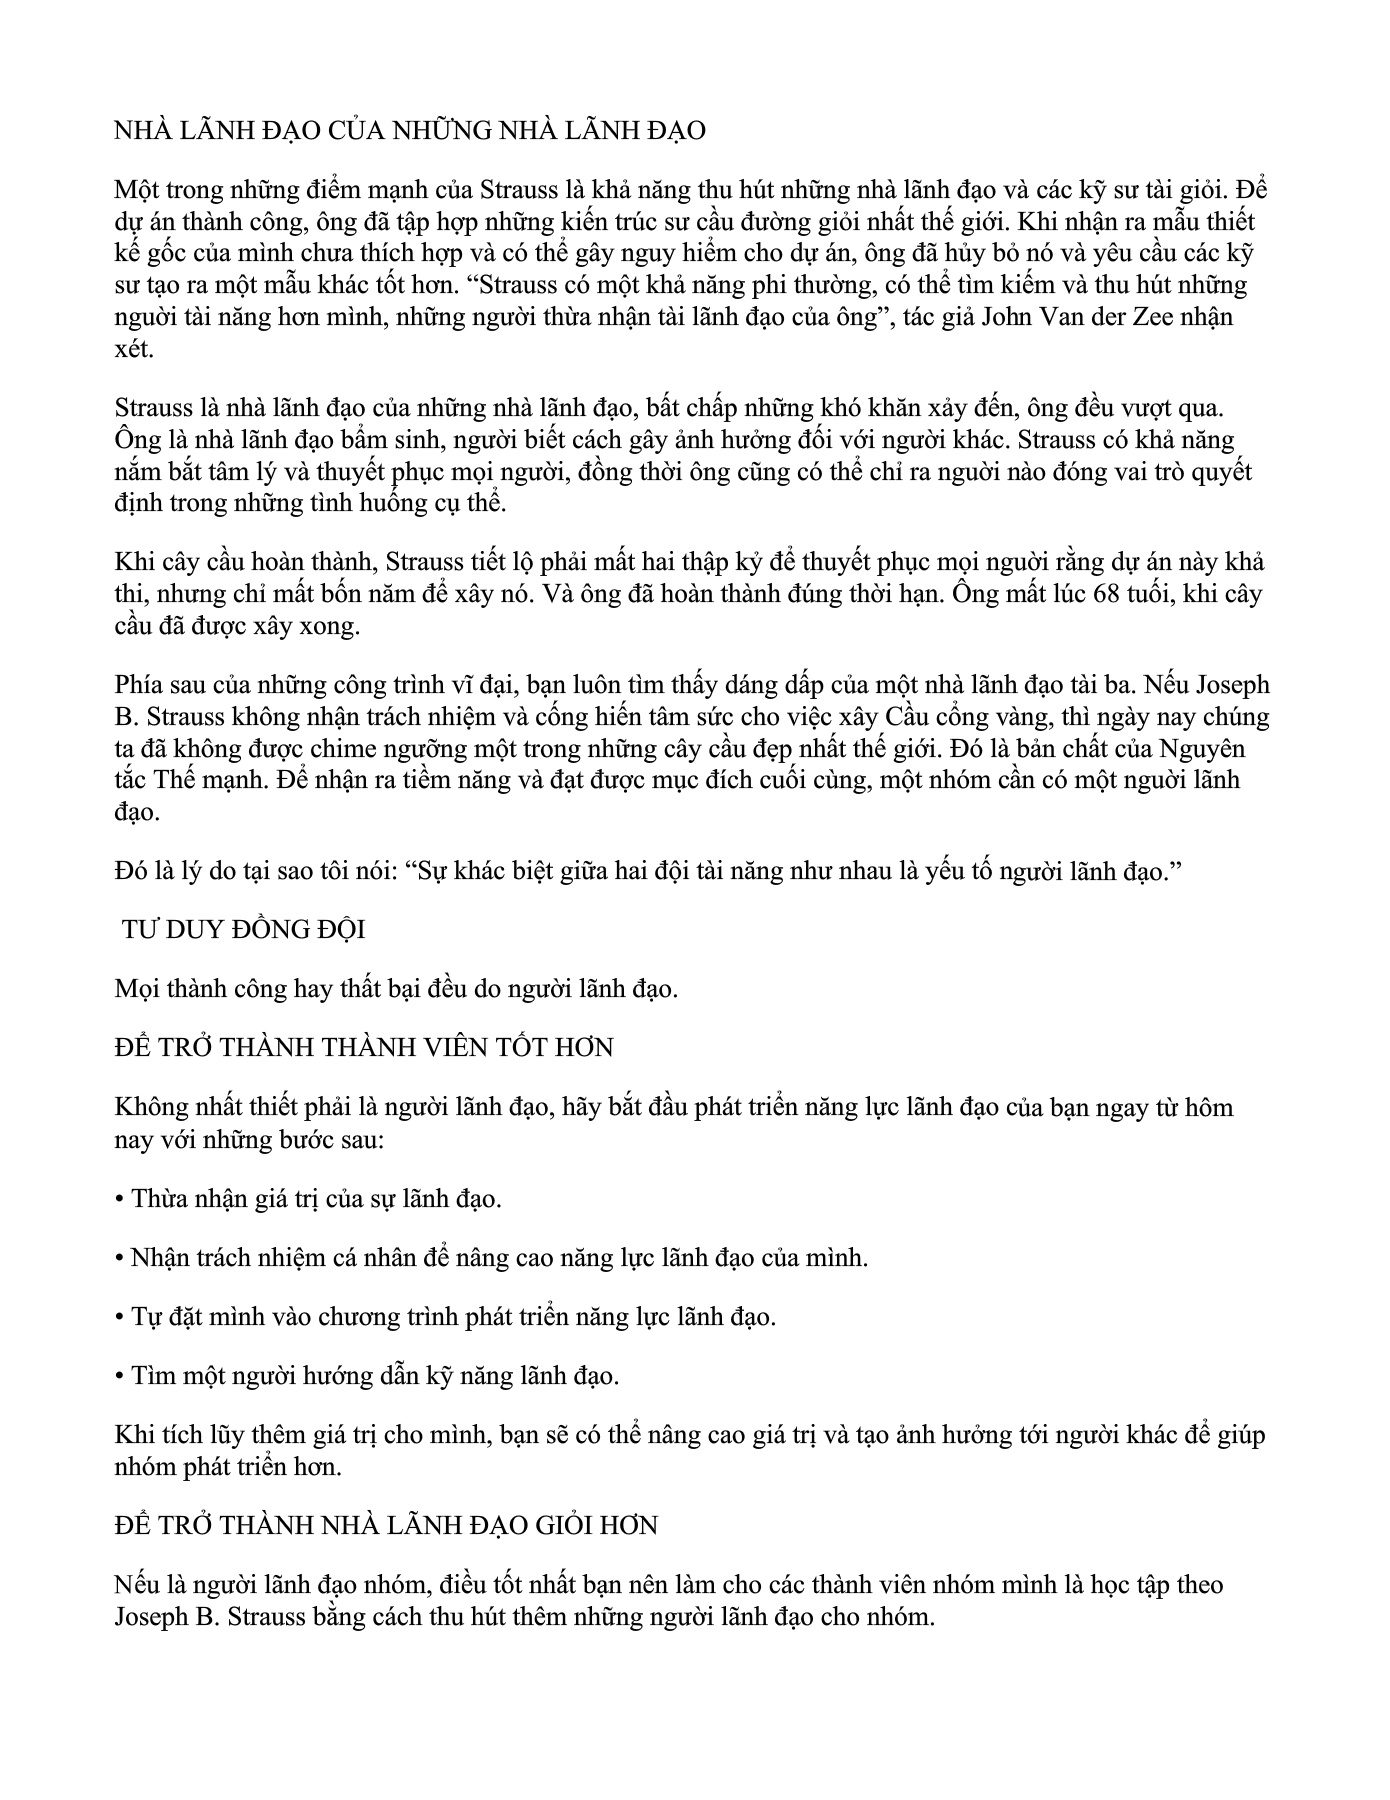 NHÀ LÃNH ĐẠO CỦA NHỮNG NHÀ LÃNH ĐẠO
Một trong những điểm mạnh của Strauss là khả năng thu hút những nhà lãnh đạo và các kỹ sư tài giỏi. Để
dự án thành công, ông đã tập hợp những kiến trúc sư cầu đường giỏi nhất thế giới. Khi nhận ra mẫu thiết
kế gốc của mình chưa thích hợp và có thể gây nguy hiểm cho dự án, ông đã hủy bỏ nó và yêu cầu các kỹ
sư tạo ra một mẫu khác tốt hơn. “Strauss có một khả năng phi thường, có thể tìm kiếm và thu hút những
nguời tài năng hơn mình, những người thừa nhận tài lãnh đạo của ông”, tác giả John Van der Zee nhận
xét.
Strauss là nhà lãnh đạo của những nhà lãnh đạo, bất chấp những khó khăn xảy đến, ông đều vượt qua.
Ông là nhà lãnh đạo bẩm sinh, người biết cách gây ảnh hưởng đối với người khác. Strauss có khả năng
nắm bắt tâm lý và thuyết phục mọi người, đồng thời ông cũng có thể chỉ ra nguời nào đóng vai trò quyết
định trong những tình huống cụ thể.
Khi cây cầu hoàn thành, Strauss tiết lộ phải mất hai thập kỷ để thuyết phục mọi nguời rằng dự án này khả
thi, nhưng chỉ mất bốn năm để xây nó. Và ông đã hoàn thành đúng thời hạn. Ông mất lúc 68 tuổi, khi cây
cầu đã được xây xong.
Phía sau của những công trình vĩ đại, bạn luôn tìm thấy dáng dấp của một nhà lãnh đạo tài ba. Nếu Joseph
B. Strauss không nhận trách nhiệm và cống hiến tâm sức cho việc xây Cầu cổng vàng, thì ngày nay chúng
ta đã không được chime ngưỡng một trong những cây cầu đẹp nhất thế giới. Đó là bản chất của Nguyên
tắc Thế mạnh. Để nhận ra tiềm năng và đạt được mục đích cuối cùng, một nhóm cần có một nguời lãnh
đạo.
Đó là lý do tại sao tôi nói: “Sự khác biệt giữa hai đội tài năng như nhau là yếu tố người lãnh đạo.”
TƯ DUY ĐỒNG ĐỘI
Mọi thành công hay thất bại đều do người lãnh đạo.
ĐỂ TRỞ THÀNH THÀNH VIÊN TỐT HƠN
Không nhất thiết phải là người lãnh đạo, hãy bắt đầu phát triển năng lực lãnh đạo của bạn ngay từ hôm
nay với những bước sau:
• Thừa nhận giá trị của sự lãnh đạo.
• Nhận trách nhiệm cá nhân để nâng cao năng lực lãnh đạo của mình.
• Tự đặt mình vào chương trình phát triển năng lực lãnh đạo.
• Tìm một người hướng dẫn kỹ năng lãnh đạo.
Khi tích lũy thêm giá trị cho mình, bạn sẽ có thể nâng cao giá trị và tạo ảnh hưởng tới người khác để giúp
nhóm phát triển hơn.
ĐỂ TRỞ THÀNH NHÀ LÃNH ĐẠO GIỎI HƠN
Nếu là người lãnh đạo nhóm, điều tốt nhất bạn nên làm cho các thành viên nhóm mình là học tập theo
Joseph B. Strauss bằng cách thu hút thêm những người lãnh đạo cho nhóm.